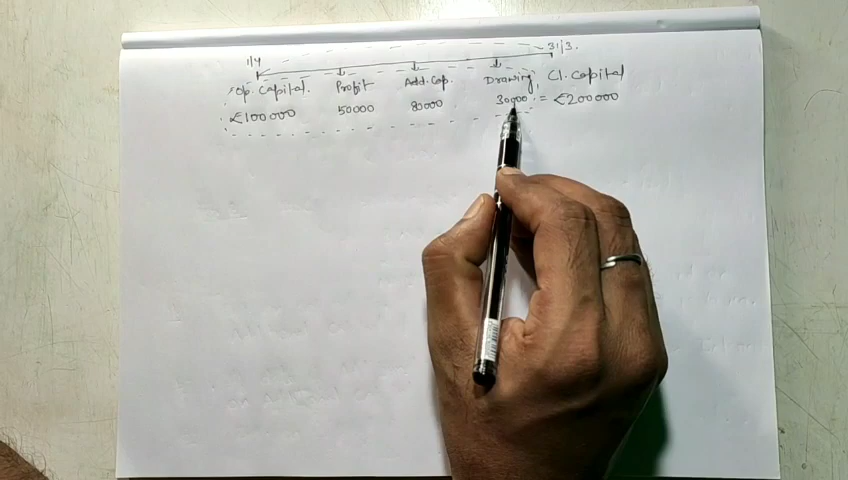 1/4 31/3.
Op. Capital. Profit Add. Cap. Drawing, Cl. Capital
₹100000 50000 80000 30000 = ₹200000